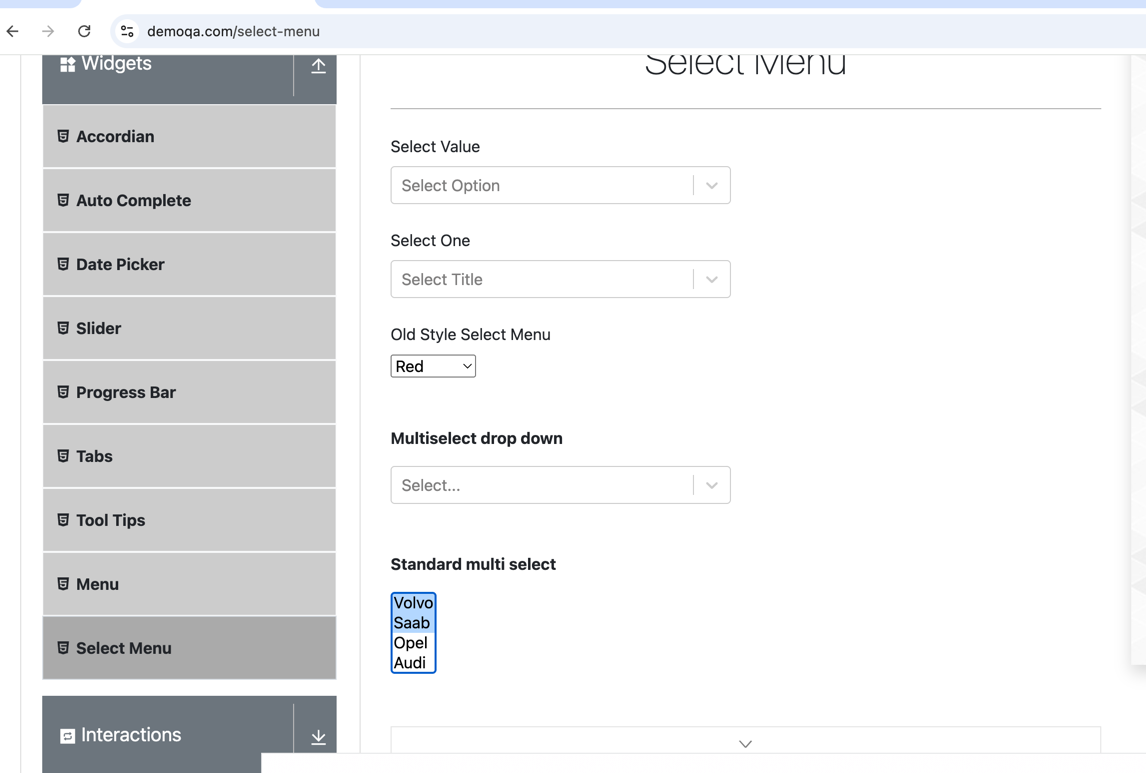 demoqa.com/select-menu
Widgets
Accordian
Auto Complete
Date Picker
Slider
Progress Bar
Tabs
Tool Tips
Menu
Select Menu
Interactions
Select Menu
Select Value
Select Option
Select One
Select Title
Old Style Select Menu
Red
Multiselect drop down
Select...
Standard multi select
Volvo
Saab
Opel
Audi